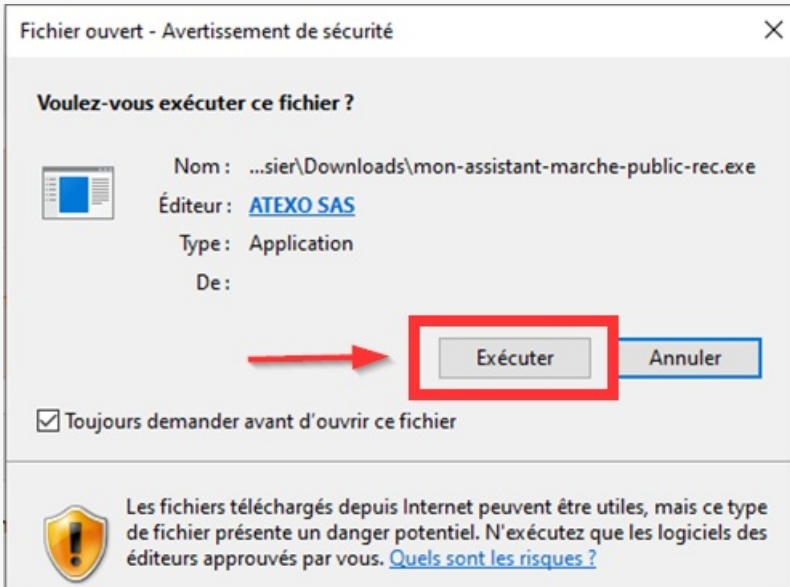 Fichier ouvert - Avertissement de sécurité
Voulez-vous exécuter ce fichier ?
Nom : ...sier\Downloads\mon-assistant-marche-public-rec.exe
Éditeur : ATEXO SAS
Type : Application
De :
Exécuter Annuler
Toujours demander avant d'ouvrir ce fichier
Les fichiers téléchargés depuis Internet peuvent être utiles, mais ce type
de fichier présente un danger potentiel. N'exécutez que les logiciels des
éditeurs approuvés par vous. Quels sont les risques ?